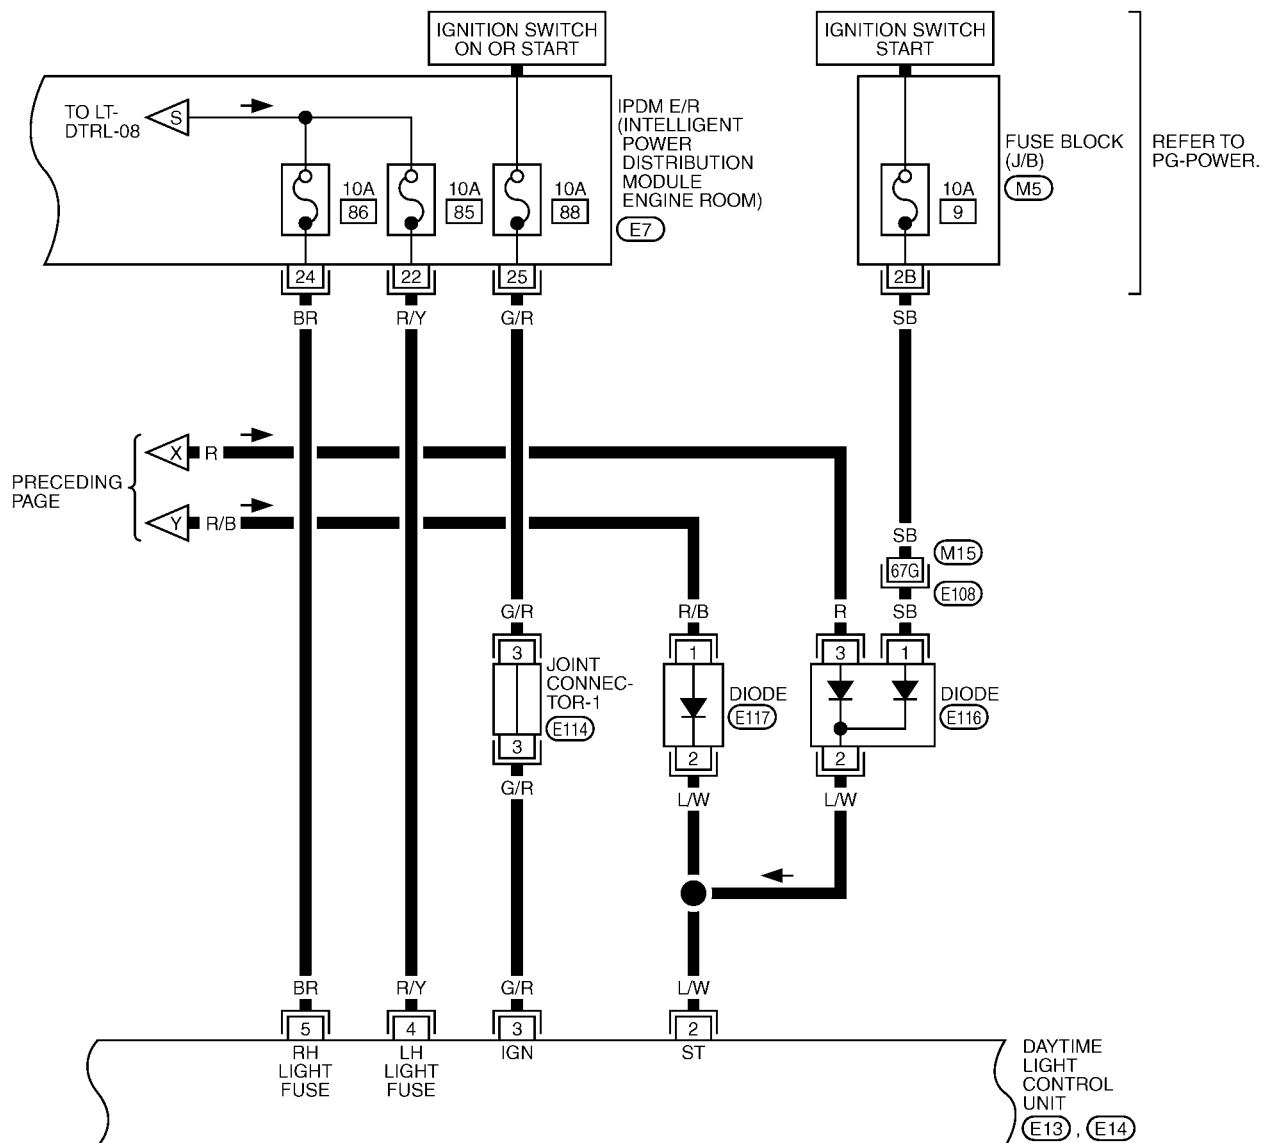 IGNITION SWITCH
ON OR START
IGNITION SWITCH
START
TO LT-
DTRL-08
S
IPDM E/R
(INTELLIGENT
POWER
DISTRIBUTION
MODULE
ENGINE ROOM)
E7
10A
86
10A
85
10A
88
10A
9
FUSE BLOCK
(J/B)
M5
REFER TO
PG-POWER.
24
22
25
2B
BR
R/Y
G/R
SB
PRECEDING
PAGE
X
R
Y
R/B
SB
M15
67G
E108
G/R
R/B
R
SB
3
1
3
1
JOINT
CONNEC-
TOR-1
E114
DIODE
E117
DIODE
E116
3
2
2
G/R
L/W
L/W
BR
R/Y
G/R
L/W
5
4
3
2
RH
LIGHT
FUSE
LH
LIGHT
FUSE
IGN
ST
DAYTIME
LIGHT
CONTROL
UNIT
E13 , E14